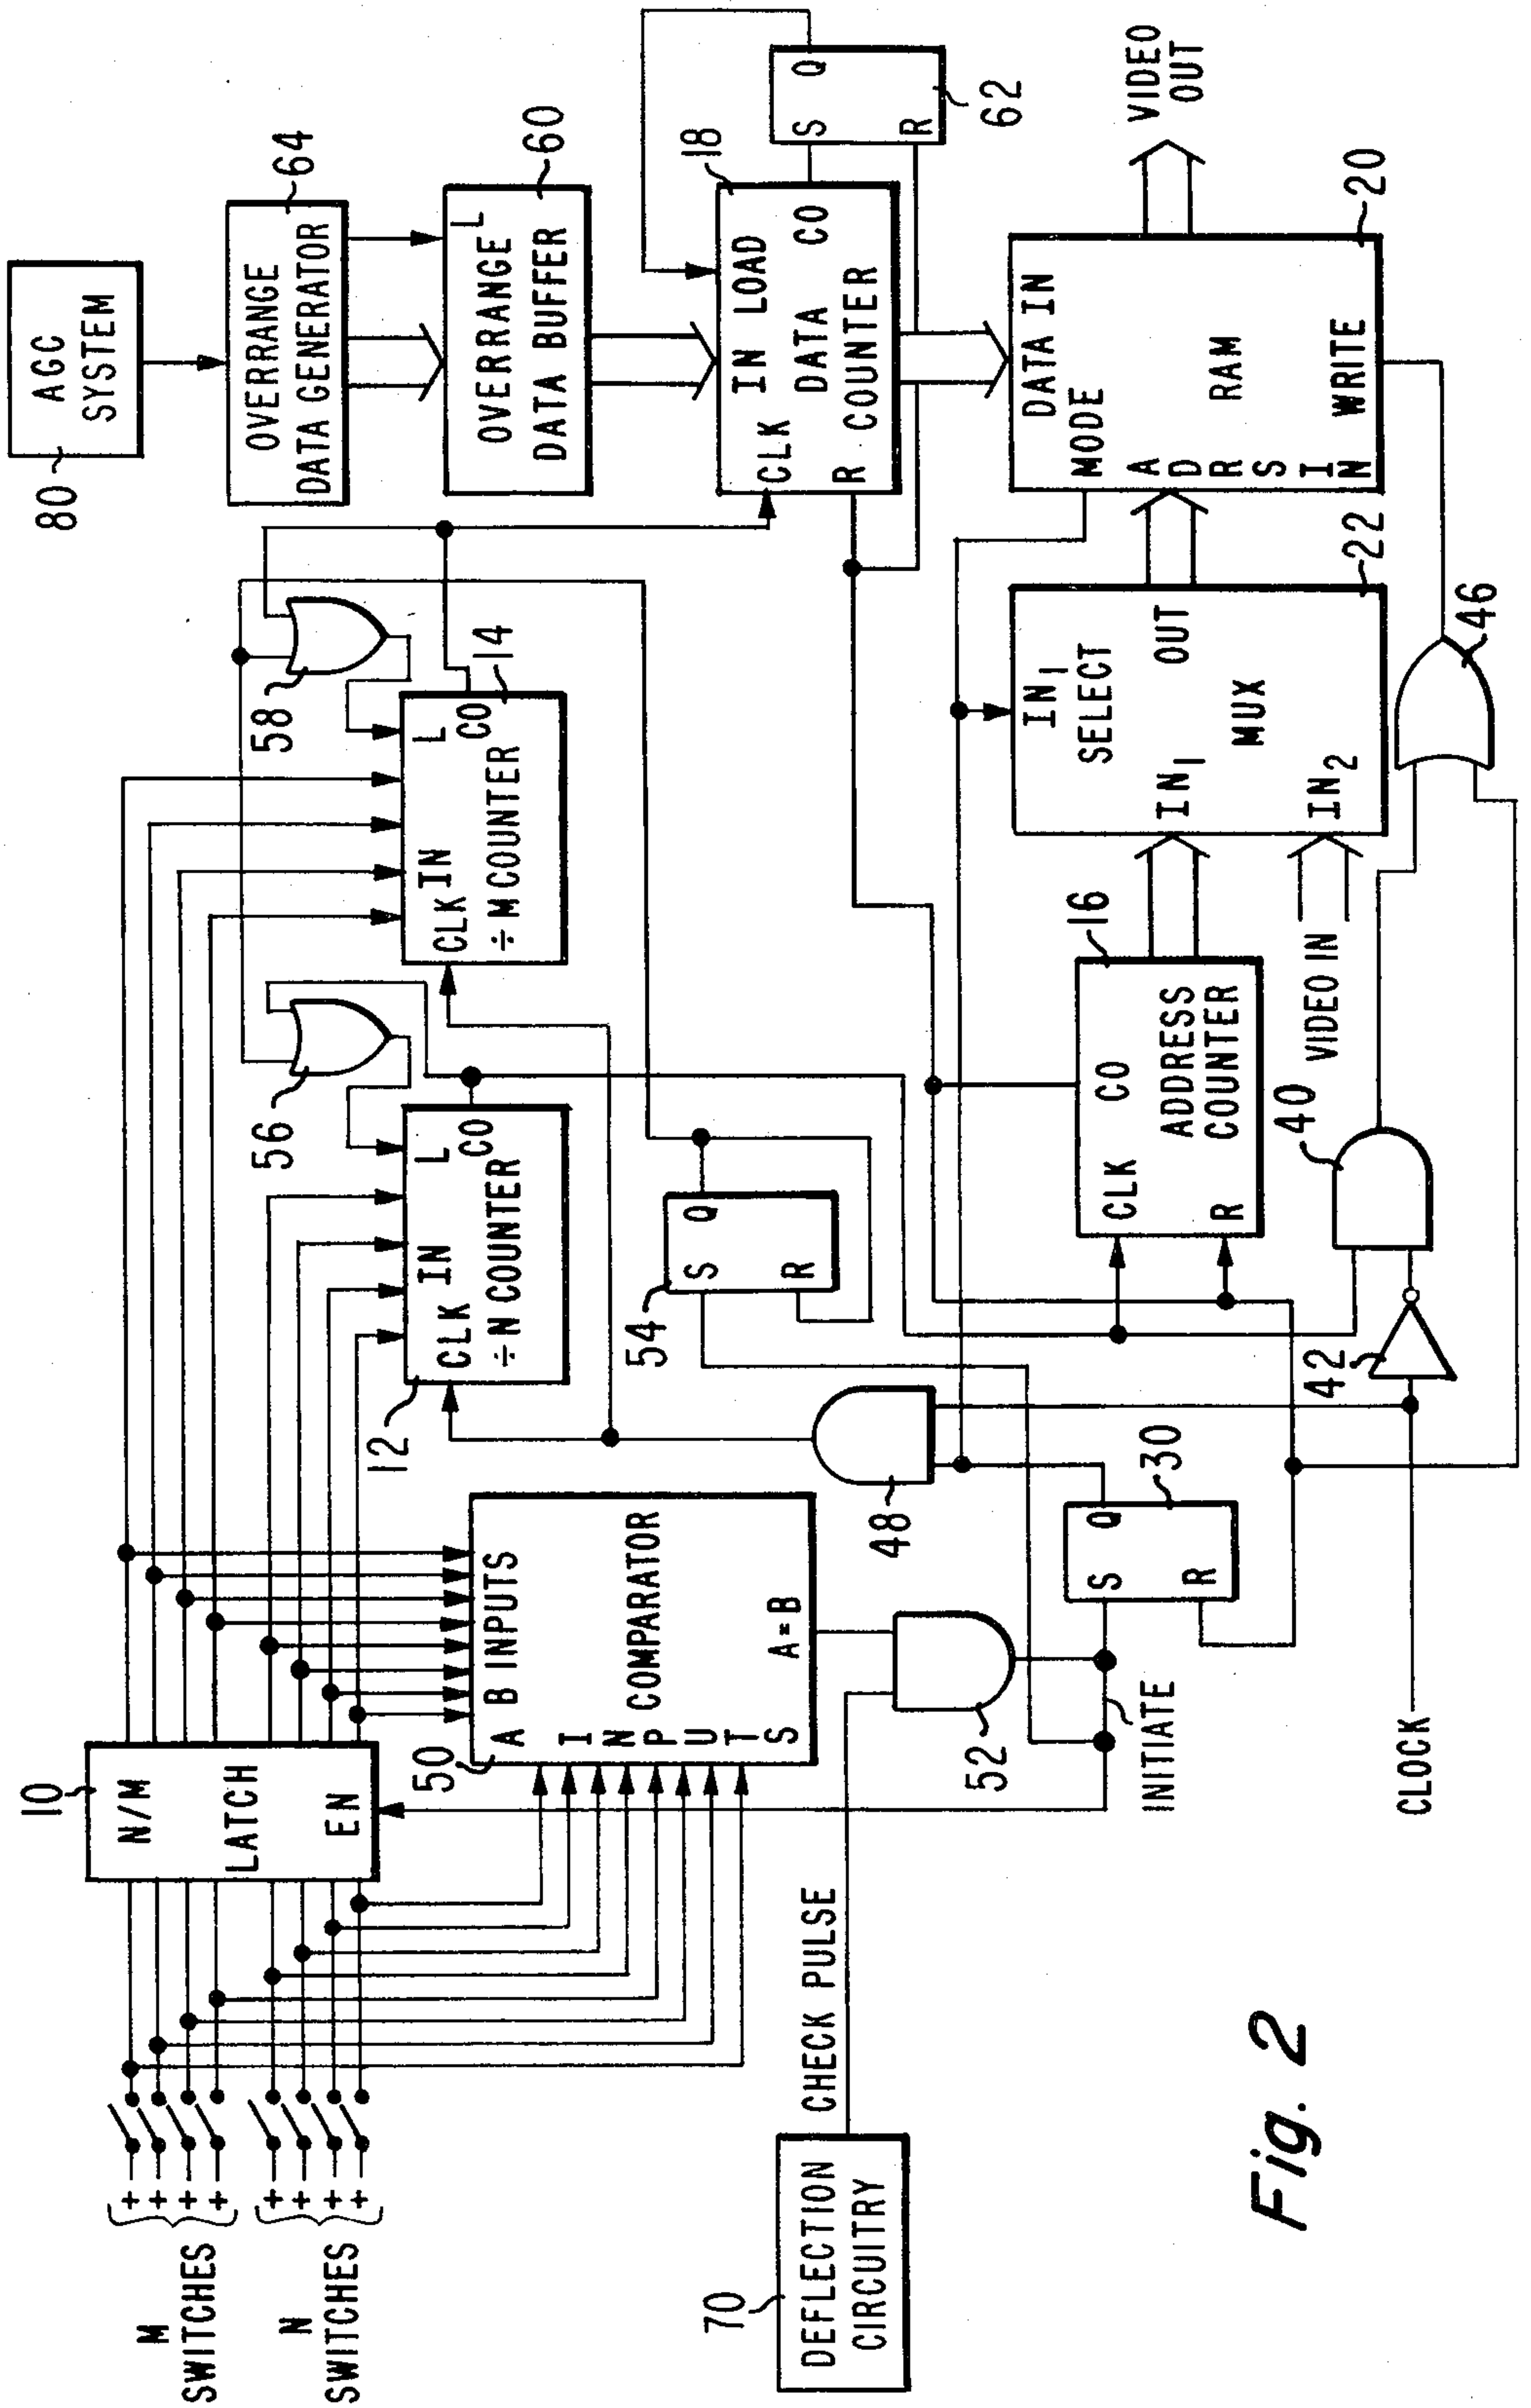 M
SWITCHES
N
SWITCHES
+
+
+
+
+
+
+
+
10
N/M
LATCH
EN
50
B INPUTS
A INPUTS
COMPARATOR
A=B
70
DEFLECTION
CIRCUITRY
CHECK PULSE
52
INITIATE
CLOCK
12
L
CO
IN
CLK
÷N COUNTER
56
14
L
CO
IN
CLK
÷M COUNTER
58
54
S
Q
R
48
30
S
Q
R
42
40
46
16
CLK
CO
R
ADDRESS
COUNTER
VIDEO IN
22
IN1
SELECT
OUT
MUX
IN1
IN2
80
AGC
SYSTEM
64
OVERRANGE
DATA GENERATOR
60
L
OVERRANGE
DATA BUFFER
18
IN LOAD
CLK
DATA
COUNTER
CO
R
62
S
Q
R
20
DATA IN
MODE
ADRS IN
RAM
WRITE
VIDEO
OUT
Fig. 2